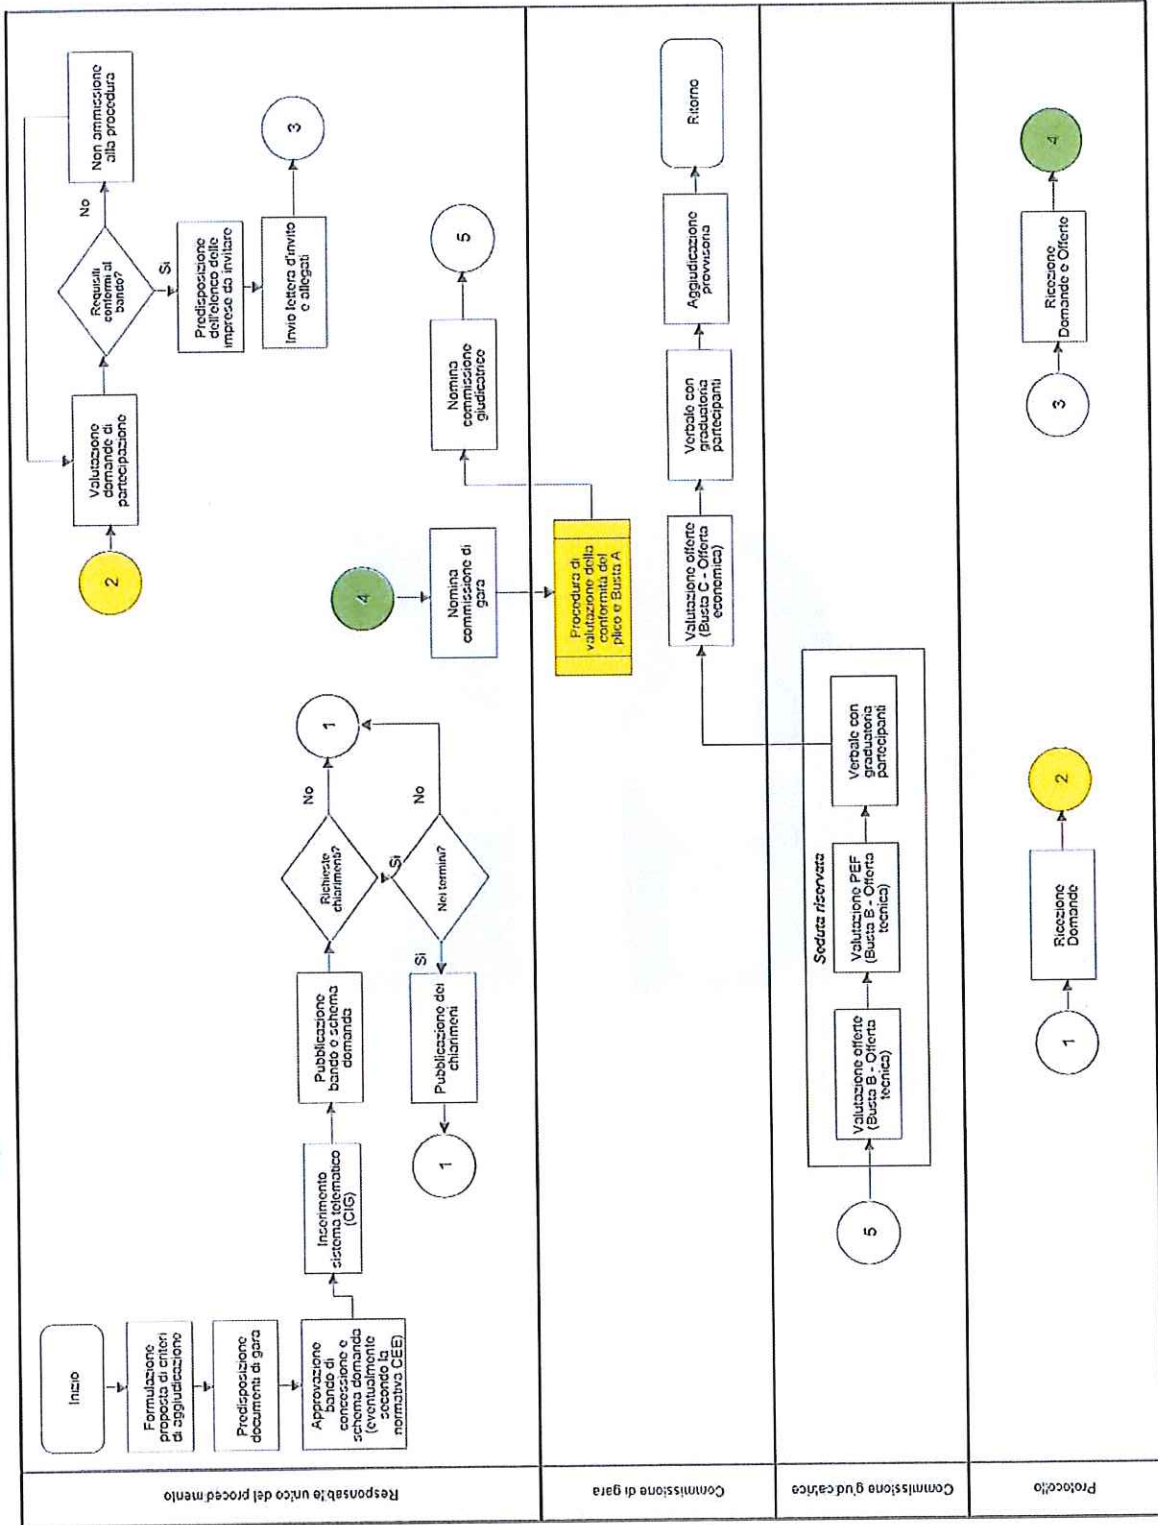 Responsabile unico del procedimento
Inizio
Formulazione
proposta di criteri
di aggiudicazione
Predisposizione
documenti di gara
Approvazione
bando di
concessione e
schema domanda
(eventualmente
secondo la
normativa CEE)
Inserimento
sistema telematico
(CIG)
Pubblicazione
bando e schema
domanda
Richieste
chiarimenti?
No
1
Sì
Nei termini?
No
Sì
Pubblicazione dei
chiarimeni
1
2
Valutazione
domande di
partecipazione
Requisiti
conformi al
bando?
No
Non ammissione
alla procedura
Sì
Predisposizione
dell'elenco delle
imprese da invitare
Invio lettera d'invito
e allegati
3
4
Nomina
commissione di
gara
Nomina
commissione
giudicatrice
5
Commissione di gara
Procedura di
valutazione della
conformità del
plico e Busta A
Valutazione offerte
(Busta C - Offerta
economica)
Verbale con
graduatoria
partecipanti
Aggiudicazione
provvisoria
Ritorno
Commissione giudicatrice
5
Seduta riservata
Valutazione offerte
(Busta B - Offerta
tecnica)
Valutazione PEF
(Busta B - Offerta
tecnica)
Verbale con
graduatoria
partecipanti
Protocollo
1
Ricezione
Domande
2
3
Ricezione
Domande e Offerte
4